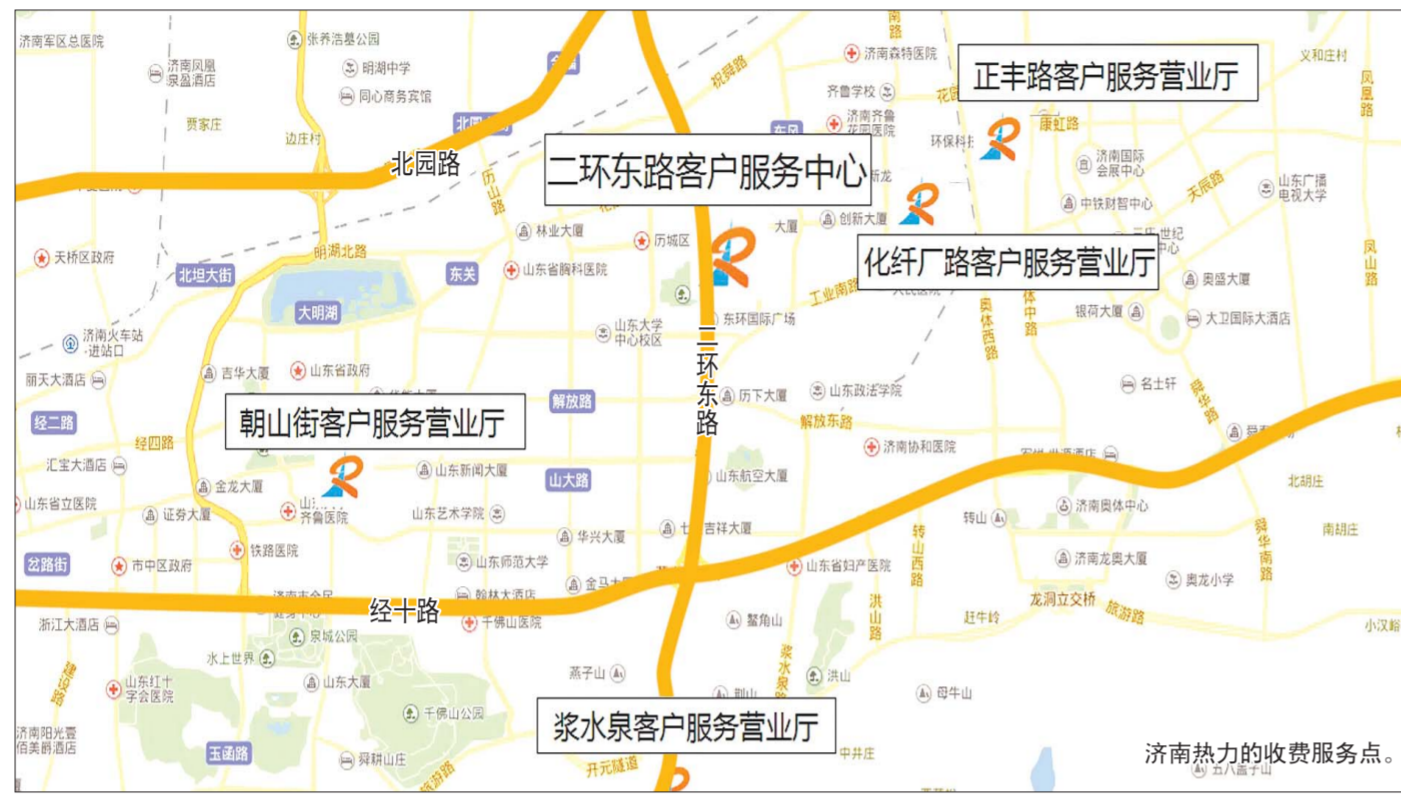 济南军区总医院
张养浩墓公园
南路
济南森特医院
正丰路客户服务营业厅
义和庄村
济南凤凰
泉盈酒店
明湖中学
祝舜路
凤凰路
同心商务宾馆
齐鲁学校
贾家庄
边庄村
济南齐鲁
花园医院
康虹路
北园路
二环东路客户服务中心
济南国际
会展中心
历山路
天辰路
山东广播
电视大学
中铁财智中心
林业大厦
历城区
大厦
创新大厦
天桥区政府
明湖北路
北坦大街
东关
山东省胸科医院
化纤厂路客户服务营业厅
凤山路
奥盛大厦
工业南路
大明湖
东环国际广场
银荷大厦
大卫国际大酒店
济南火车站
-进站口
山东大学
中心校区
奥体西路
奥体中路
二环东路
丽天大酒店
吉华大厦
山东省政府
名士轩
历下大厦
山东政法学院
舜华路
朝山街客户服务营业厅
解放路
经二路
解放东路
经四路
济南协和医院
汇宝大酒店
山东新闻大厦
山东航空大厦
金龙大厦
山大路
北胡庄
山东省立医院
齐鲁医院
证券大厦
山东艺术学院
转山
济南奥体中心
铁路医院
华兴大厦
吉祥大厦
转山西路
舜华南路
南胡庄
岔路街
市中区政府
山东师范大学
山东省妇产医院
济南龙奥大厦
奥龙小学
翰林大酒店
经十路
洪山路
龙洞立交桥
旅游路
浙江大酒店
千佛山医院
鳌角山
赶牛岭
小汉峪
泉城公园
水上世界
浆水泉路
建设路
山东红十
字会医院
山东大厦
燕子山
洪山
母牛山
千佛山公园
浆水泉客户服务营业厅
济南阳光壹
佰美爵酒店
玉函路
舜耕山庄
旅游路
开元隧道
中井庄
济南热力的收费服务点。